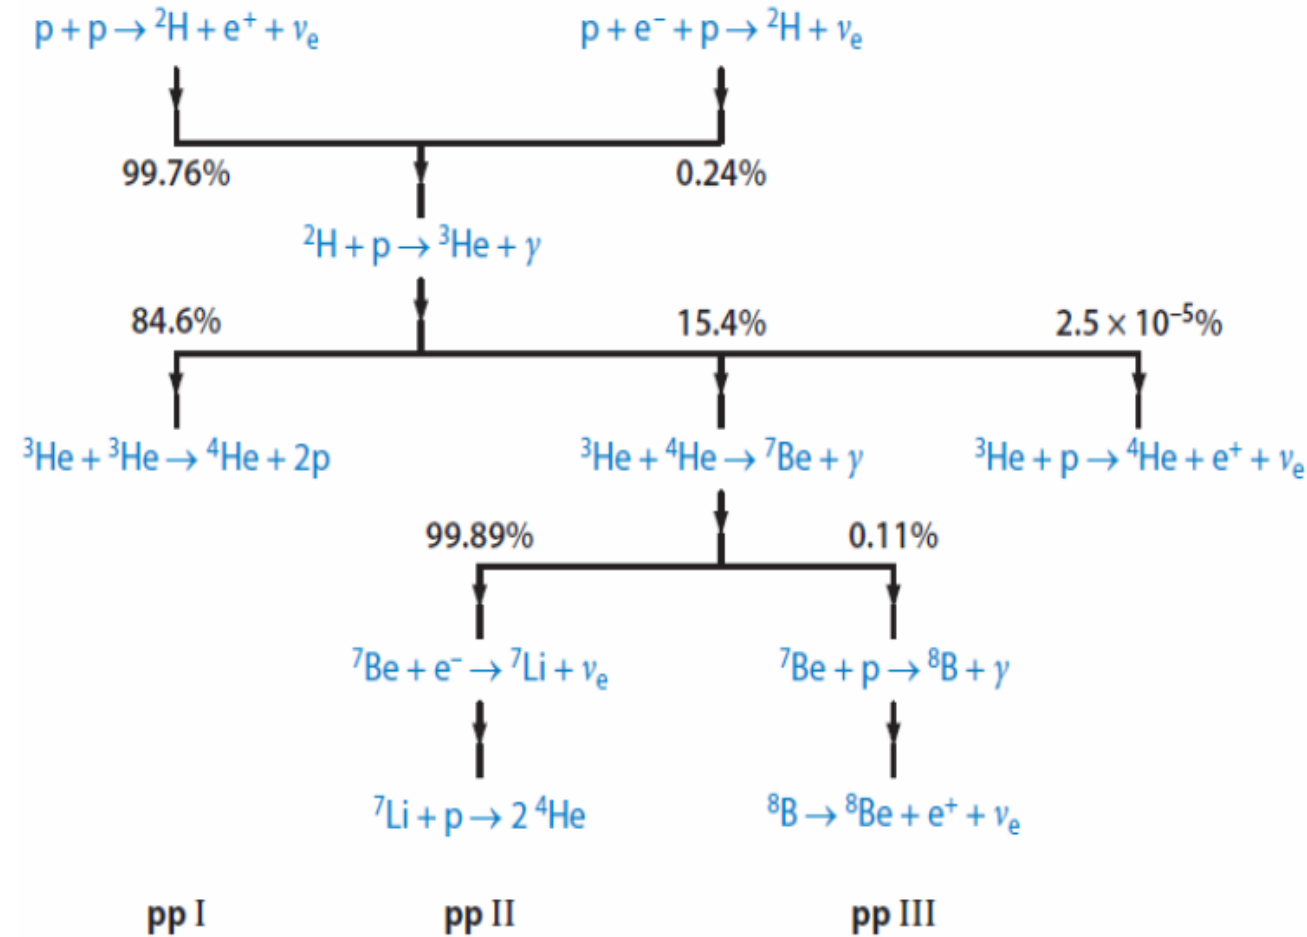 p + p → ²H + e⁺ + νₑ
p + e⁻ + p → ²H + νₑ
99.76%
0.24%
²H + p → ³He + γ
84.6%
15.4%
2.5 × 10⁻⁵%
³He + ³He → ⁴He + 2p
³He + ⁴He → ⁷Be + γ
³He + p → ⁴He + e⁺ + νₑ
99.89%
0.11%
⁷Be + e⁻ → ⁷Li + νₑ
⁷Be + p → ⁸B + γ
⁷Li + p → 2 ⁴He
⁸B → ⁸Be + e⁺ + νₑ
pp I
pp II
pp III